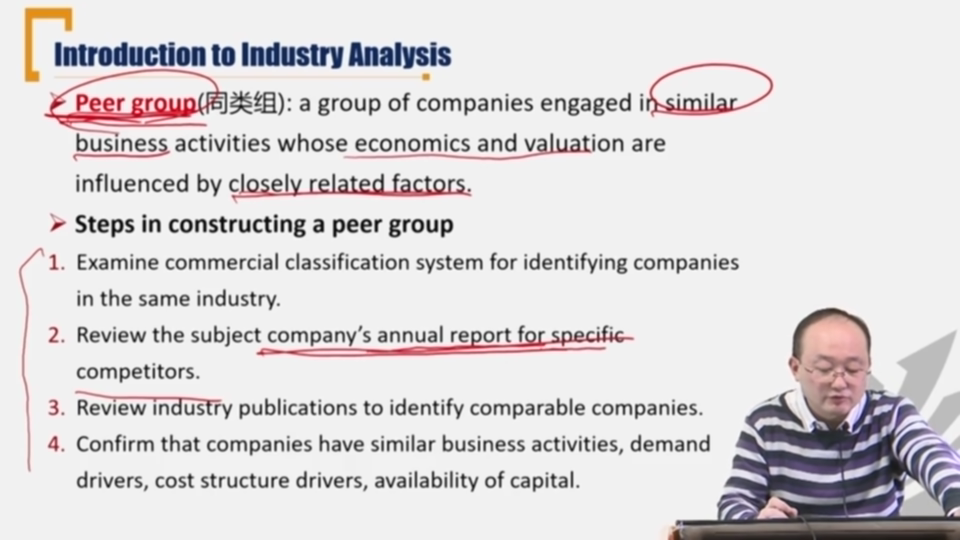 Introduction to Industry Analysis
Peer group(同类组): a group of companies engaged in similar
business activities whose economics and valuation are
influenced by closely related factors.
Steps in constructing a peer group
1. Examine commercial classification system for identifying companies
in the same industry.
2. Review the subject company's annual report for specific
competitors.
3. Review industry publications to identify comparable companies.
4. Confirm that companies have similar business activities, demand
drivers, cost structure drivers, availability of capital.